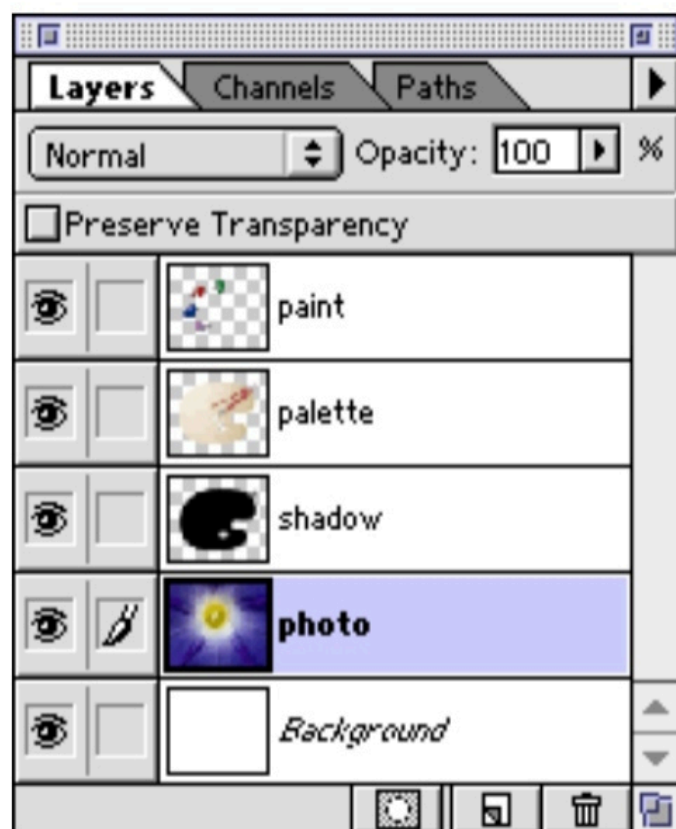 Layers Channels Paths
Normal Opacity: 100 %
Preserve Transparency
paint
palette
shadow
photo
Background